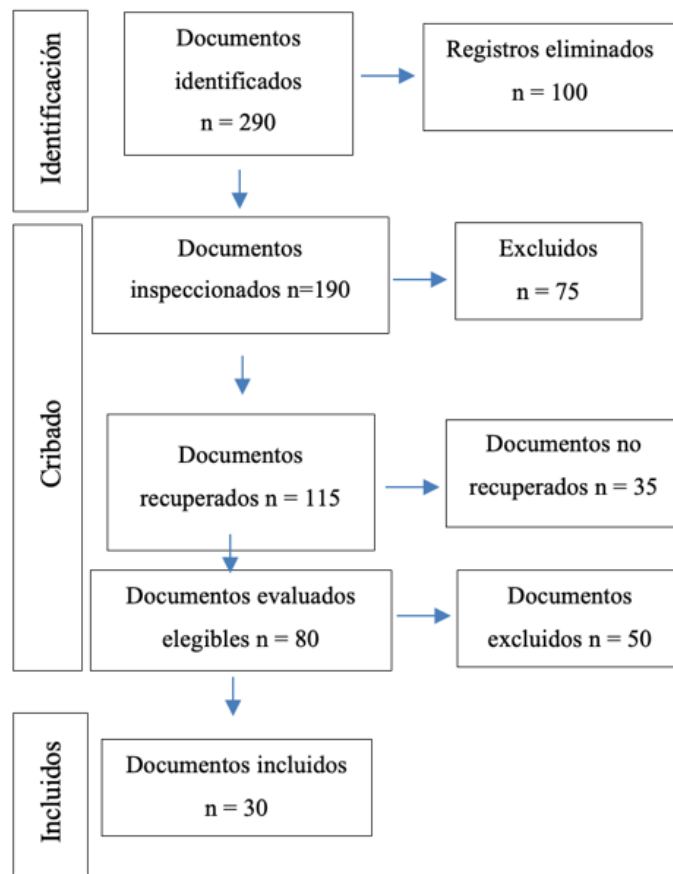 Identificación
Documentos
identificados
n = 290
Registros eliminados
n = 100
Cribado
Documentos
inspeccionados n=190
Excluidos
n = 75
Documentos
recuperados n = 115
Documentos no
recuperados n = 35
Documentos evaluados
elegibles n = 80
Documentos
excluidos n = 50
Incluidos
Documentos incluidos
n = 30